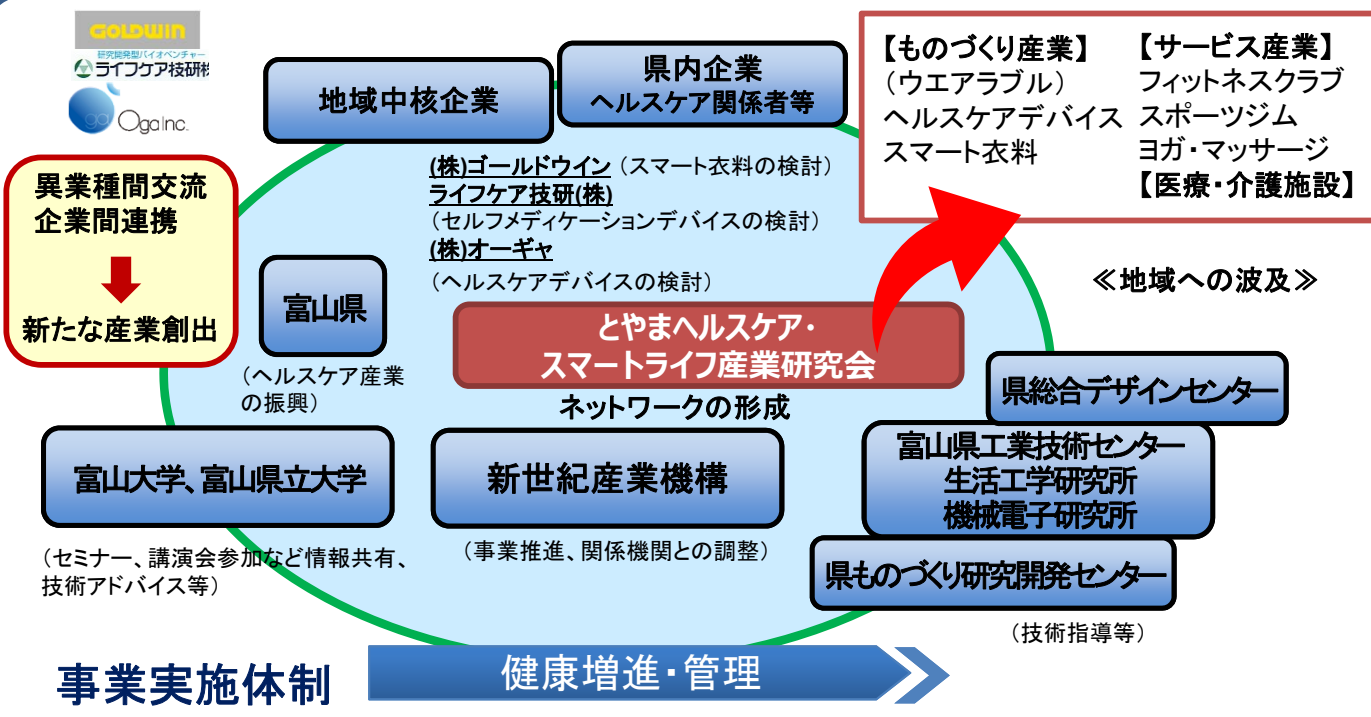 GOLDWIN
研究開発型バイオベンチャー
ライフケア技研
OgaInc.
地域中核企業
県内企業
ヘルスケア関係者等
【ものづくり産業】
(ウエアラブル)
ヘルスケアデバイス
スマート衣料
【サービス産業】
フィットネスクラブ
スポーツジム
ヨガ・マッサージ
【医療・介護施設】
異業種間交流
企業間連携
新たな産業創出
(株)ゴールドウイン(スマート衣料の検討)
ライフケア技研(株)
(セルフメディケーションデバイスの検討)
(株)オーギャ
(ヘルスケアデバイスの検討)
≪地域への波及≫
富山県
(ヘルスケア産業
の振興)
とやまヘルスケア・
スマートライフ産業研究会
ネットワークの形成
県総合デザインセンター
富山大学、富山県立大学
(セミナー、講演会参加など情報共有、
技術アドバイス等)
新世紀産業機構
(事業推進、関係機関との調整)
富山県工業技術センター
生活工学研究所
機械電子研究所
県ものづくり研究開発センター
(技術指導等)
事業実施体制
健康増進・管理